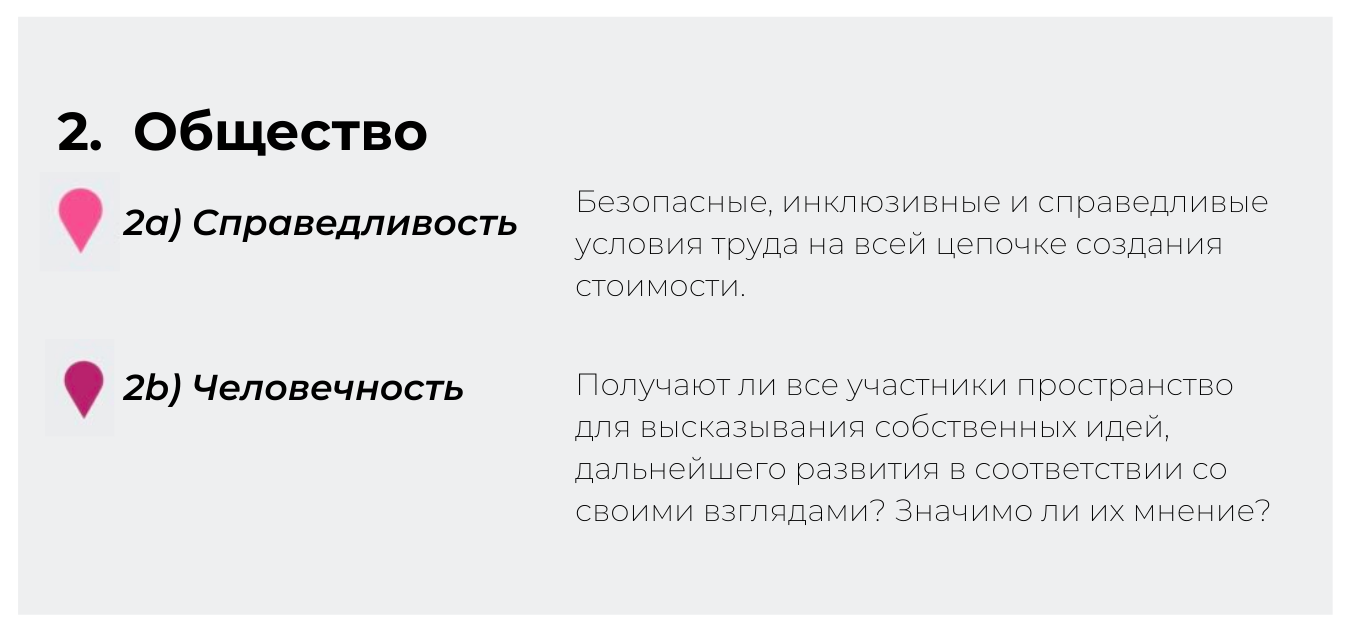 2. Общество
2a) Справедливость
Безопасные, инклюзивные и справедливые
условия труда на всей цепочке создания
стоимости.
2b) Человечность
Получают ли все участники пространство
для высказывания собственных идей,
дальнейшего развития в соответствии со
своими взглядами? Значимо ли их мнение?